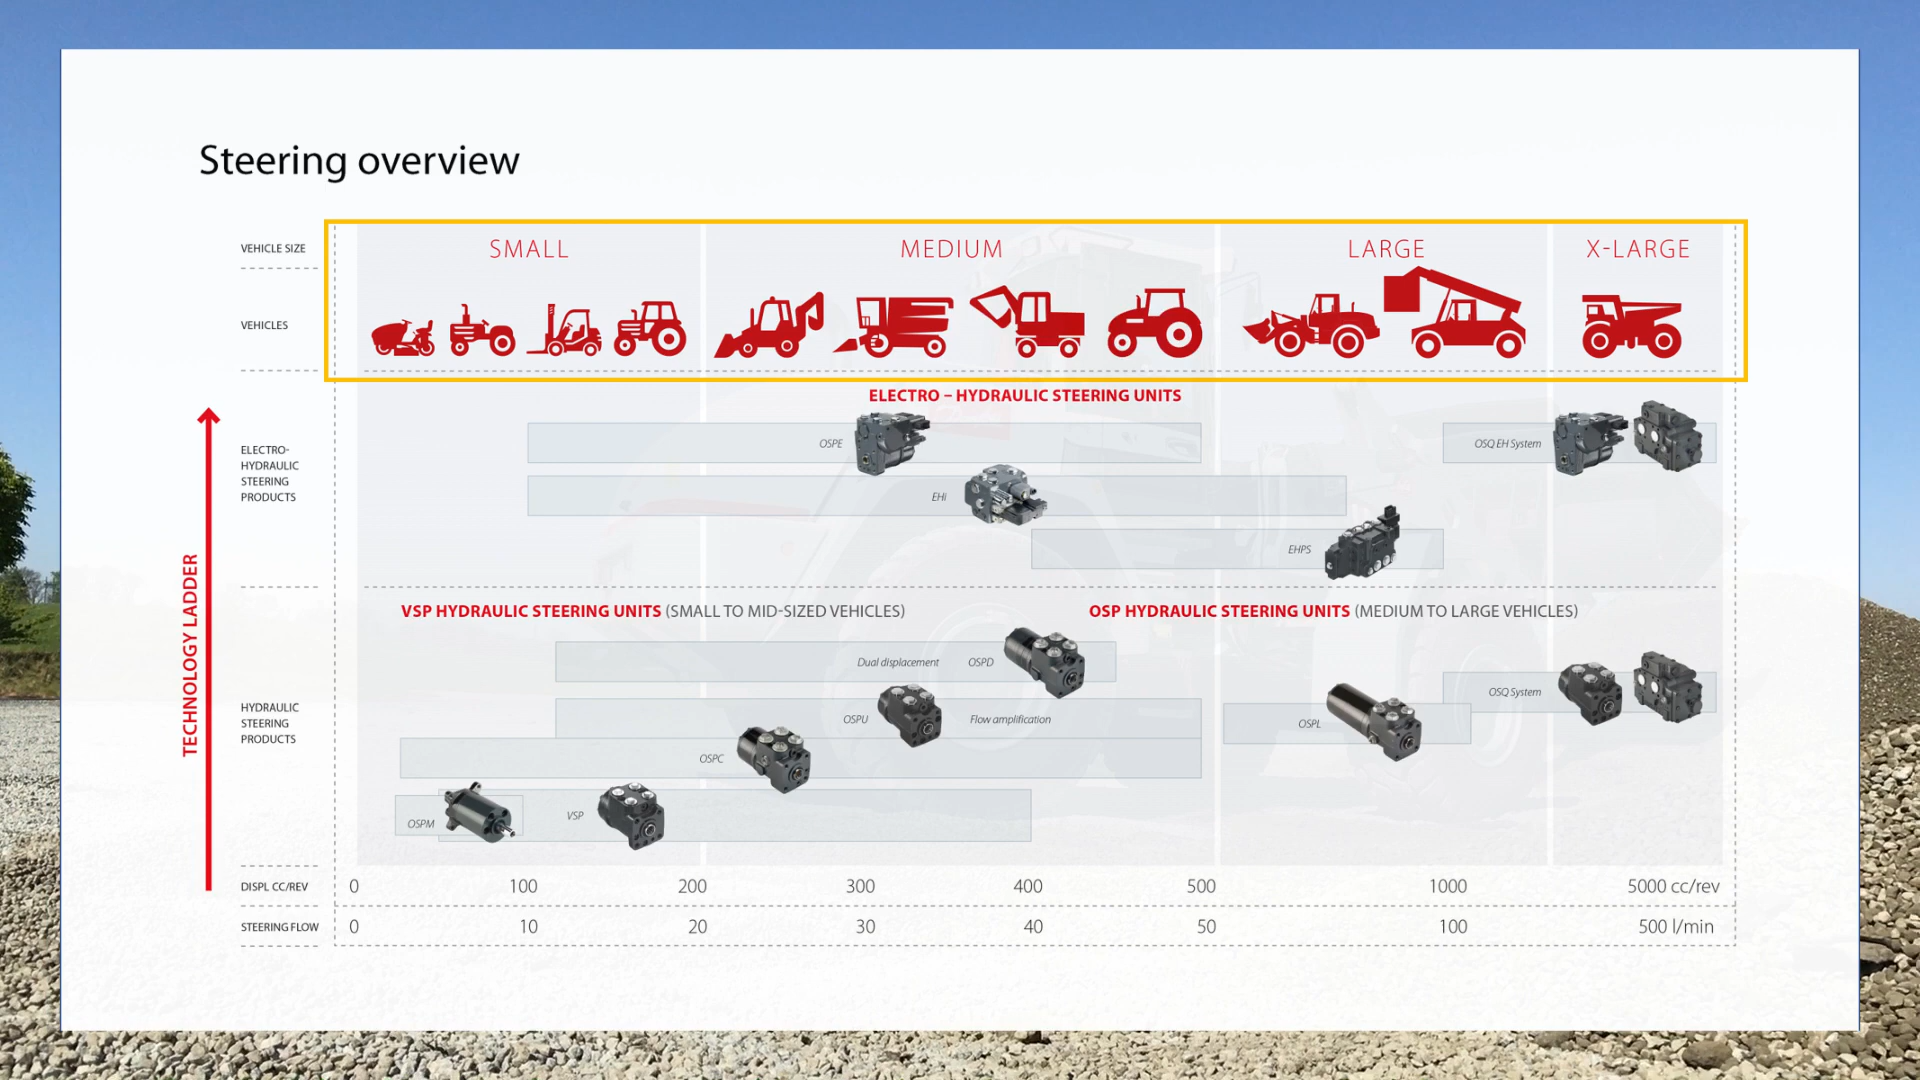 Steering overview
VEHICLE SIZE
SMALL
MEDIUM
LARGE
X-LARGE
VEHICLES
ELECTRO – HYDRAULIC STEERING UNITS
TECHNOLOGY LADDER
ELECTRO-
HYDRAULIC
STEERING
PRODUCTS
OSPE
OSQ EH System
EHi
EHPS
VSP HYDRAULIC STEERING UNITS (SMALL TO MID-SIZED VEHICLES)
OSP HYDRAULIC STEERING UNITS (MEDIUM TO LARGE VEHICLES)
HYDRAULIC
STEERING
PRODUCTS
Dual displacement OSPD
OSQ System
OSPU Flow amplification
OSPL
OSPC
OSPM
VSP
DISPL CC/REV 0 100 200 300 400 500 1000 5000 cc/rev
STEERING FLOW 0 10 20 30 40 50 100 500 l/min